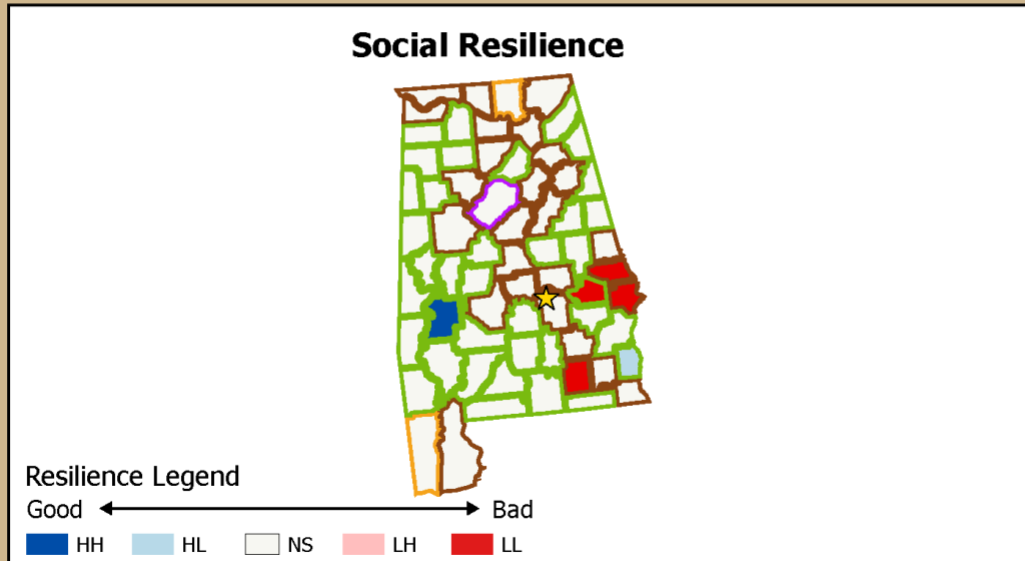 Social Resilience
Resilience Legend
Good Bad
HH HL NS LH LL